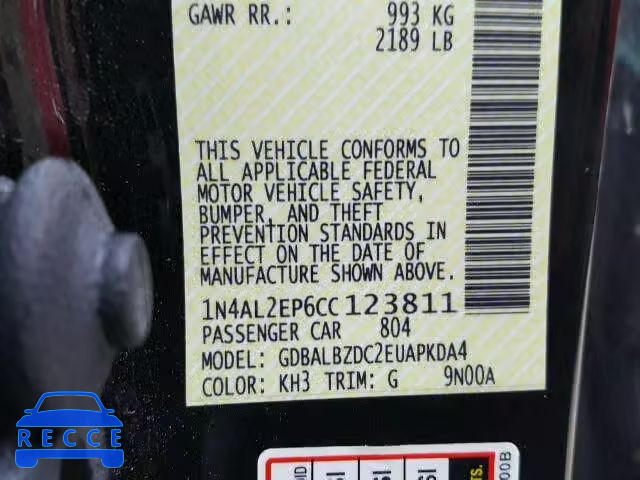 GAWR RR.: 993 KG
2189 LB
THIS VEHICLE CONFORMS TO
ALL APPLICABLE FEDERAL
MOTOR VEHICLE SAFETY,
BUMPER, AND THEFT
PREVENTION STANDARDS IN
EFFECT ON THE DATE OF
MANUFACTURE SHOWN ABOVE.
1N4AL2EP6CC123811
PASSENGER CAR 804
MODEL: GDBALBZDC2EUAPKDA4
COLOR: KH3 TRIM: G 9N00A
RECCE
00B